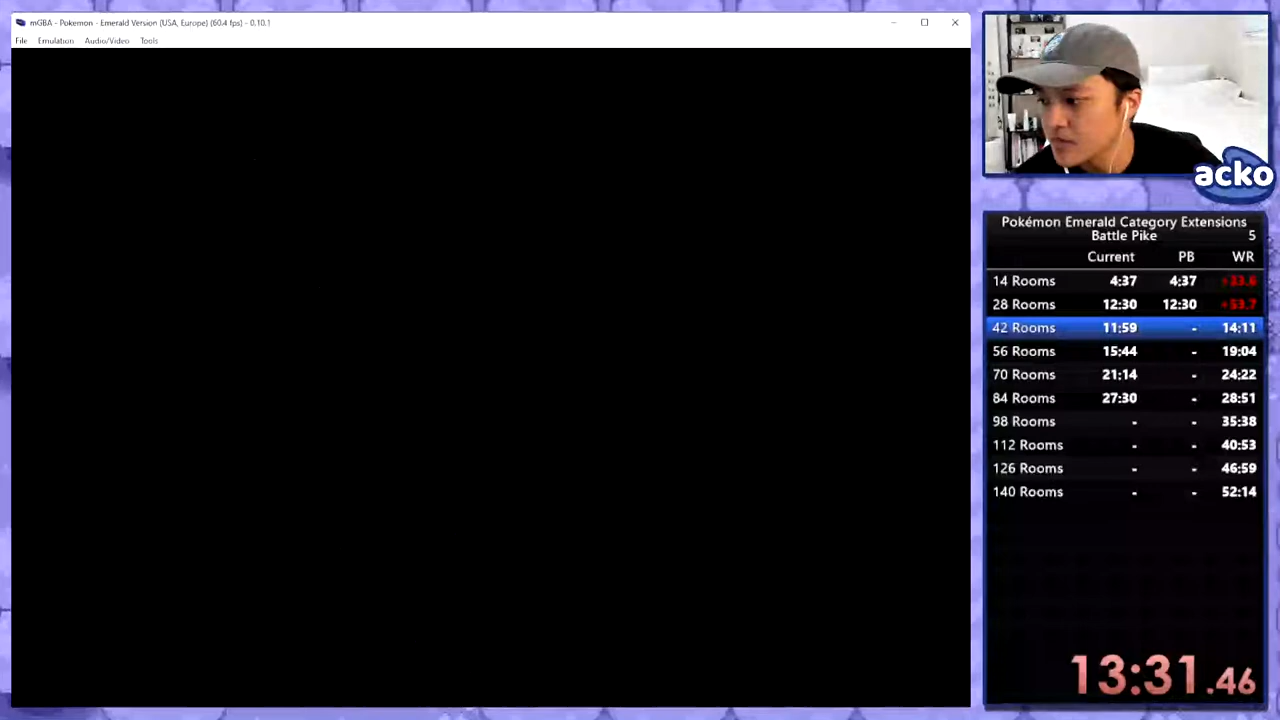 mGBA - Pokemon - Emerald Version (USA, Europe) (60.4 fps) - 0.10.1
File Emulation Audio/Video Tools
acko
Pokémon Emerald Category Extensions
Battle Pike 5
Current PB WR
14 Rooms 4:37 4:37 +33.6
28 Rooms 12:30 12:30 +53.7
42 Rooms 11:59 - 14:11
56 Rooms 15:44 - 19:04
70 Rooms 21:14 - 24:22
84 Rooms 27:30 - 28:51
98 Rooms - - 35:38
112 Rooms - - 40:53
126 Rooms - - 46:59
140 Rooms - - 52:14
13:31.46